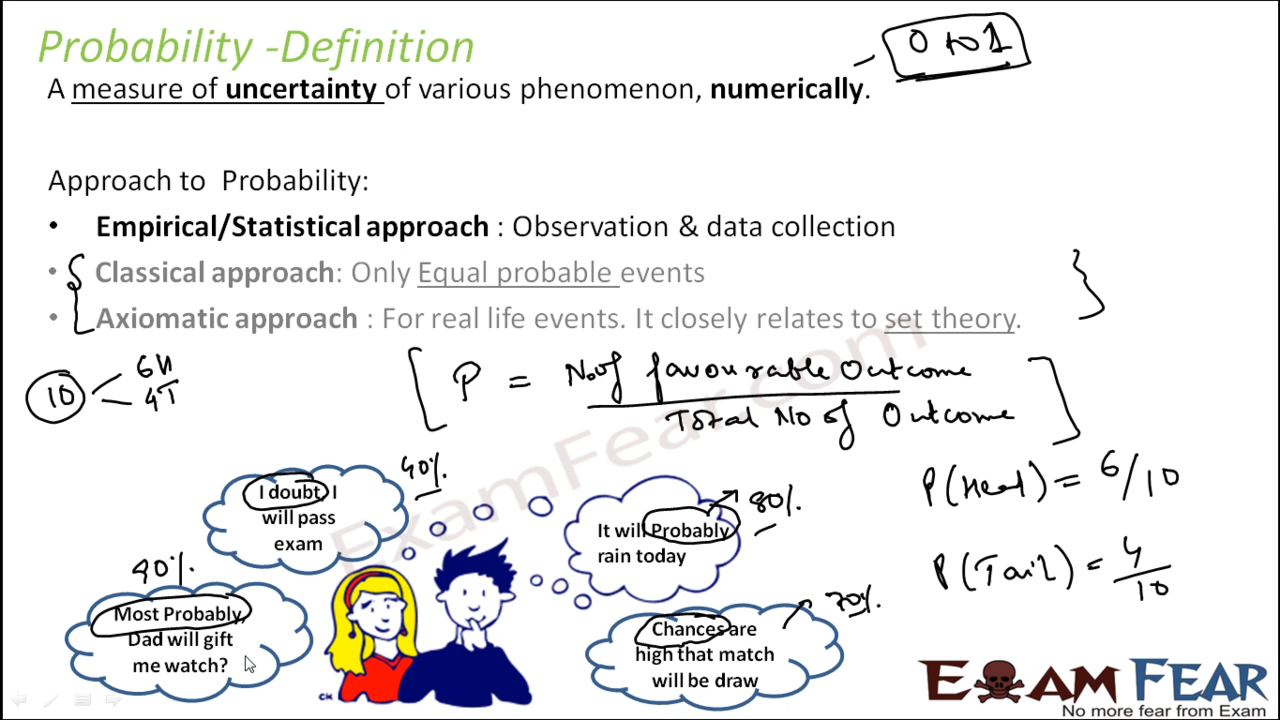 Probability -Definition
0 to 1
A measure of uncertainty of various phenomenon, numerically.
Approach to Probability:
• Empirical/Statistical approach : Observation & data collection
• Classical approach: Only Equal probable events
• Axiomatic approach : For real life events. It closely relates to set theory.
10
6H
4T
P = No of favourable Outcome
Total No of Outcome
P(Head) = 6/10
P(Tail) = 4
10
40%.
I doubt, I
will pass
exam
80%.
It will Probably
rain today
90%.
Most Probably,
Dad will gift
me watch?
70%.
Chances are
high that match
will be draw
ExamFear.com
EXAM FEAR
No more fear from Exam
CK